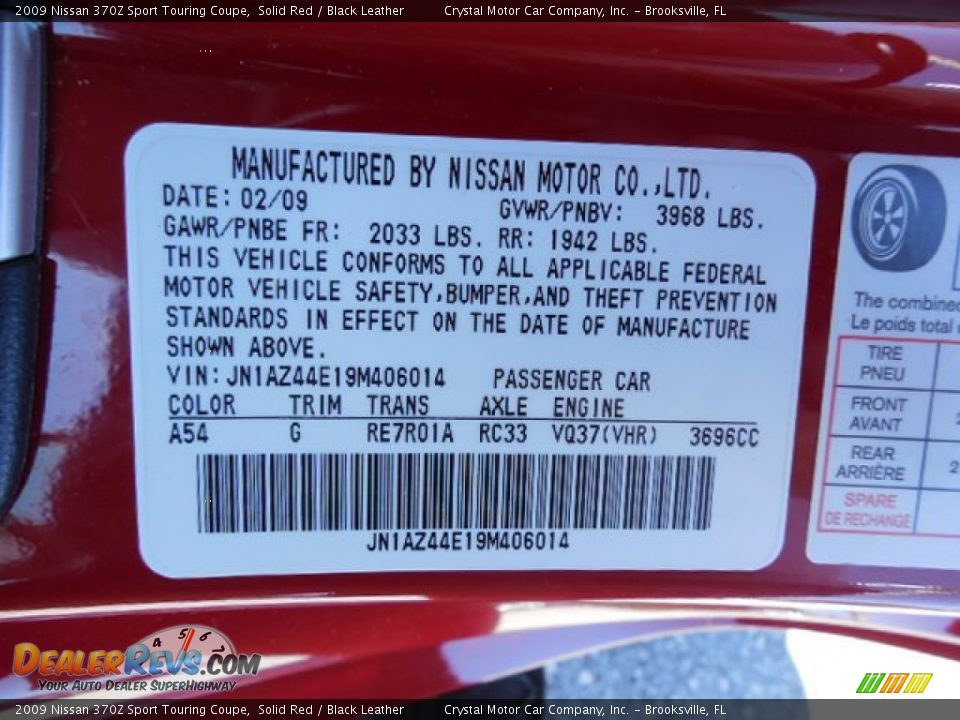 2009 Nissan 370Z Sport Touring Coupe, Solid Red / Black Leather Crystal Motor Car Company, Inc. - Brooksville, FL
MANUFACTURED BY NISSAN MOTOR CO.,LTD.
DATE: 02/09 GVWR/PNBV: 3968 LBS.
GAWR/PNBE FR: 2033 LBS. RR: 1942 LBS.
THIS VEHICLE CONFORMS TO ALL APPLICABLE FEDERAL
MOTOR VEHICLE SAFETY,BUMPER,AND THEFT PREVENTION
STANDARDS IN EFFECT ON THE DATE OF MANUFACTURE
SHOWN ABOVE.
VIN: JN1AZ44E19M406014 PASSENGER CAR
COLOR TRIM TRANS AXLE ENGINE
A54 G RE7R01A RC33 VQ37(VHR) 3696CC
JN1AZ44E19M406014
The combined
Le poids total
TIRE
PNEU
FRONT
AVANT
REAR
ARRIÈRE
SPARE
DE RECHANGE
4 5 6
DEALERREVS.COM
YOUR AUTO DEALER SUPERHIGHWAY
2009 Nissan 370Z Sport Touring Coupe, Solid Red / Black Leather Crystal Motor Car Company, Inc. - Brooksville, FL